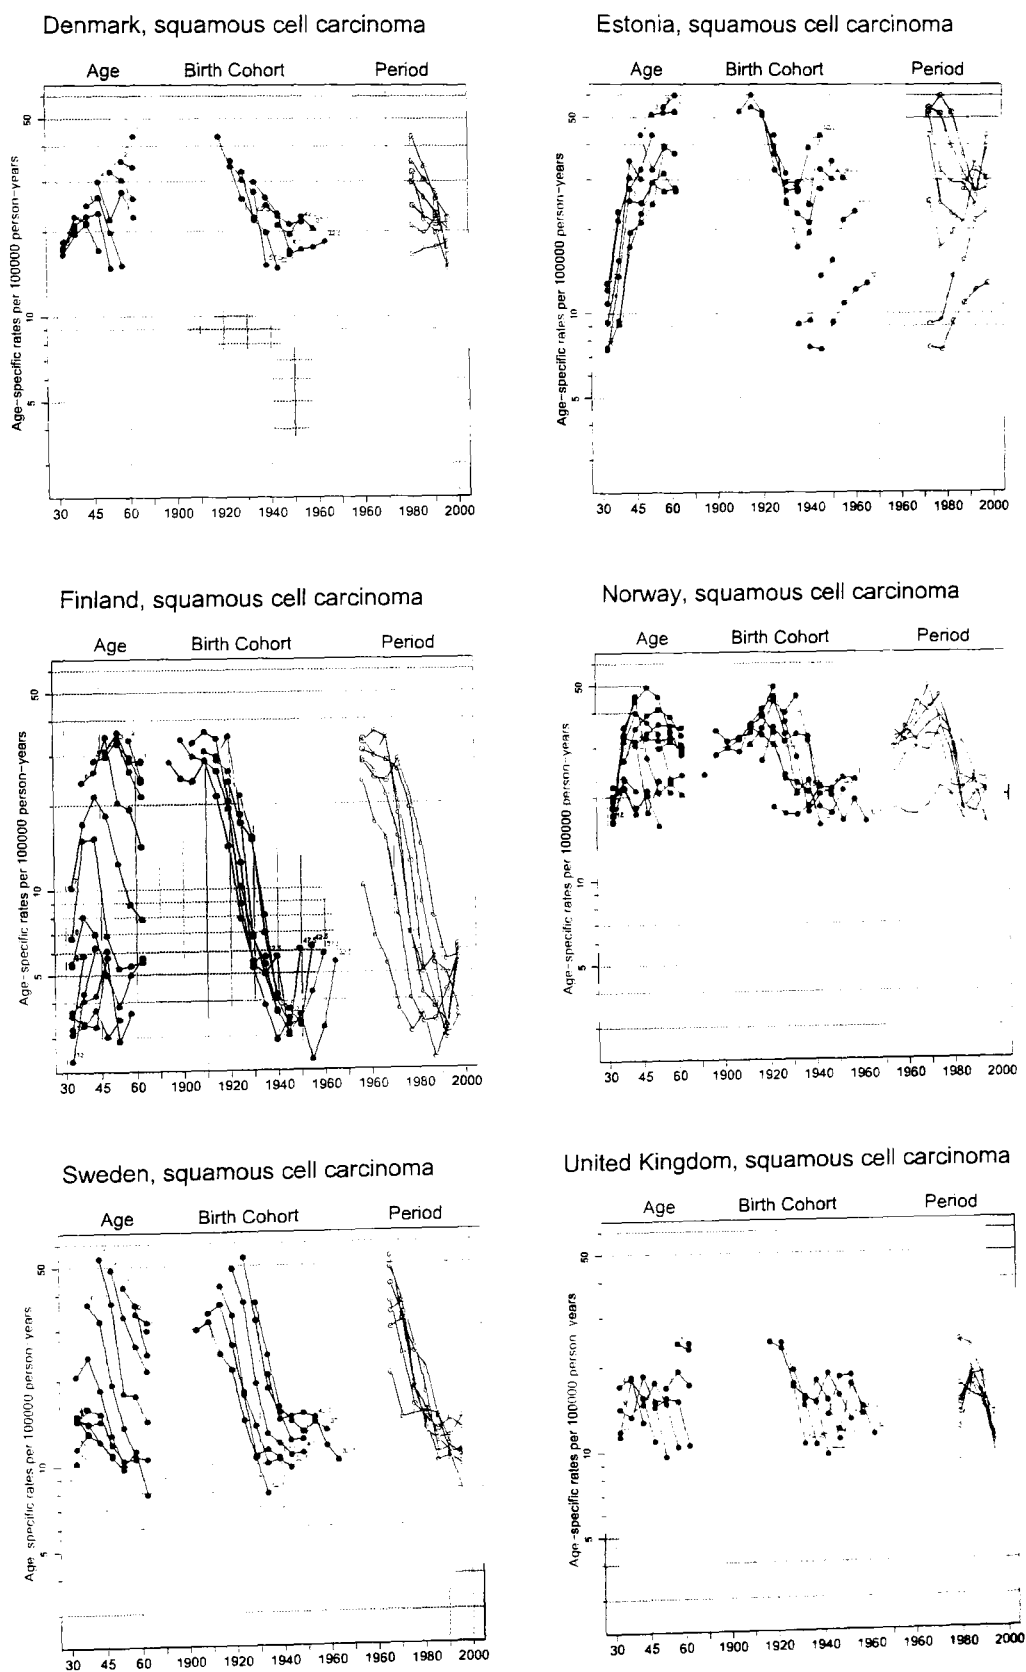 Denmark, squamous cell carcinoma
Age Birth Cohort Period
Age-specific rates per 100000 person-years
50
10
5
30 45 60 1900 1920 1940 1960 1960 1980 2000
Estonia, squamous cell carcinoma
Age Birth Cohort Period
Age-specific rates per 100000 person-years
50
10
5
30 45 60 1900 1920 1940 1960 1960 1980 2000
Finland, squamous cell carcinoma
Age Birth Cohort Period
Age-specific rates per 100000 person-years
50
10
5
30 45 60 1900 1920 1940 1960 1960 1980 2000
Norway, squamous cell carcinoma
Age Birth Cohort Period
Age-specific rates per 100000 person-years
50
10
5
30 45 60 1900 1920 1940 1960 1960 1980 2000
Sweden, squamous cell carcinoma
Age Birth Cohort Period
Age specific rates per 100000 person-years
50
10
5
30 45 60 1900 1920 1940 1960 1960 1980 2000
United Kingdom, squamous cell carcinoma
Age Birth Cohort Period
Age-specific rates per 100000 person-years
50
10
5
30 45 60 1900 1920 1940 1960 1960 1980 2000